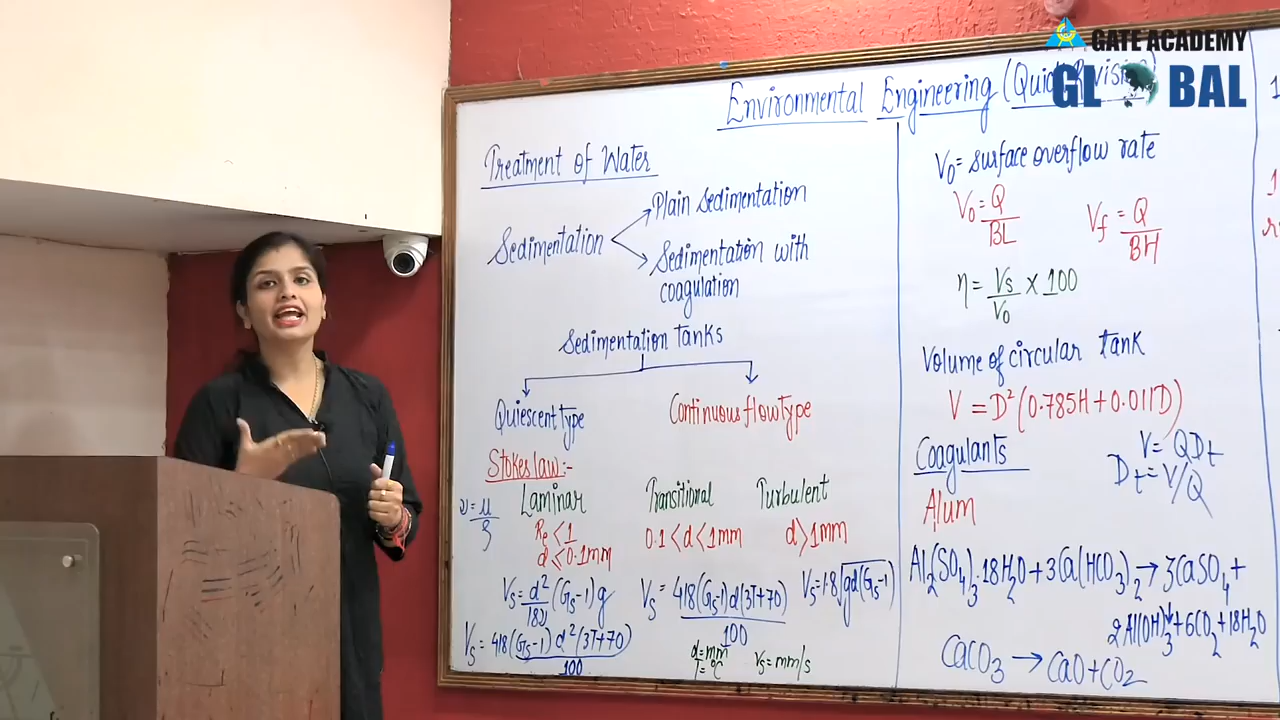 GATE ACADEMY
GLOBAL
Environmental Engineering (Quick Revision)
Treatment of Water
Sedimentation
Plain Sedimentation
Sedimentation with
coagulation
Sedimentation Tanks
Quiescent type
Continuous flow Type
Stokes law:-
ν = μ/ρ
Laminar
Re < 1
d < 0.1mm
Vs = d²/18ν (Gs-1)g
Vs = 418(Gs-1)d²(3T+70)/100
Transitional
0.1 < d < 1mm
Vs = 418(Gs-1)d(3T+70)/100
d = mm
T = °C
Vs = mm/s
Turbulent
d > 1mm
Vs = 1.8√gd(Gs-1)
V0 = Surface overflow rate
V0 = Q/BL
Vf = Q/BH
η = Vs/V0 × 100
Volume of circular tank
V = D²(0.785H + 0.011D)
V = QDt
Dt = V/Q
Coagulants
Alum
Al2(SO4)3·18H2O + 3Ca(HCO3)2 → 3CaSO4 +
2Al(OH)3↓ + 6CO2 + 18H2O
CaCO3 → CaO + CO2